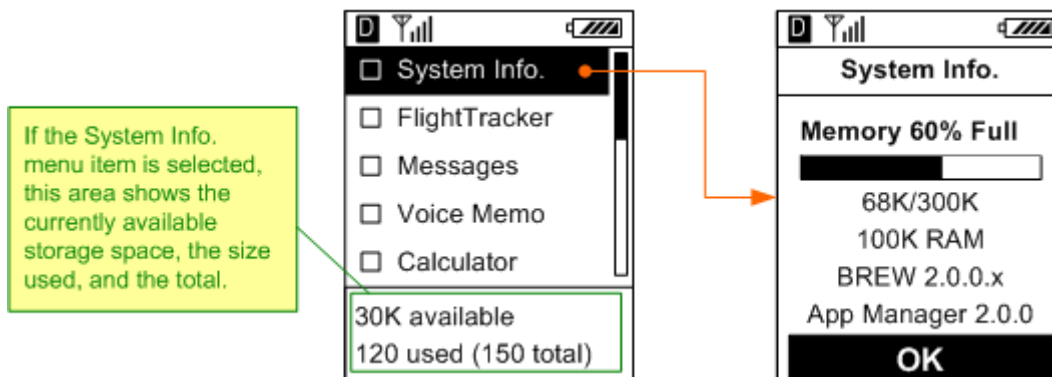 If the System Info.
menu item is selected,
this area shows the
currently available
storage space, the size
used, and the total.
D
System Info.
FlightTracker
Messages
Voice Memo
Calculator
30K available
120 used (150 total)
D
System Info.
Memory 60% Full
68K/300K
100K RAM
BREW 2.0.0.x
App Manager 2.0.0
OK